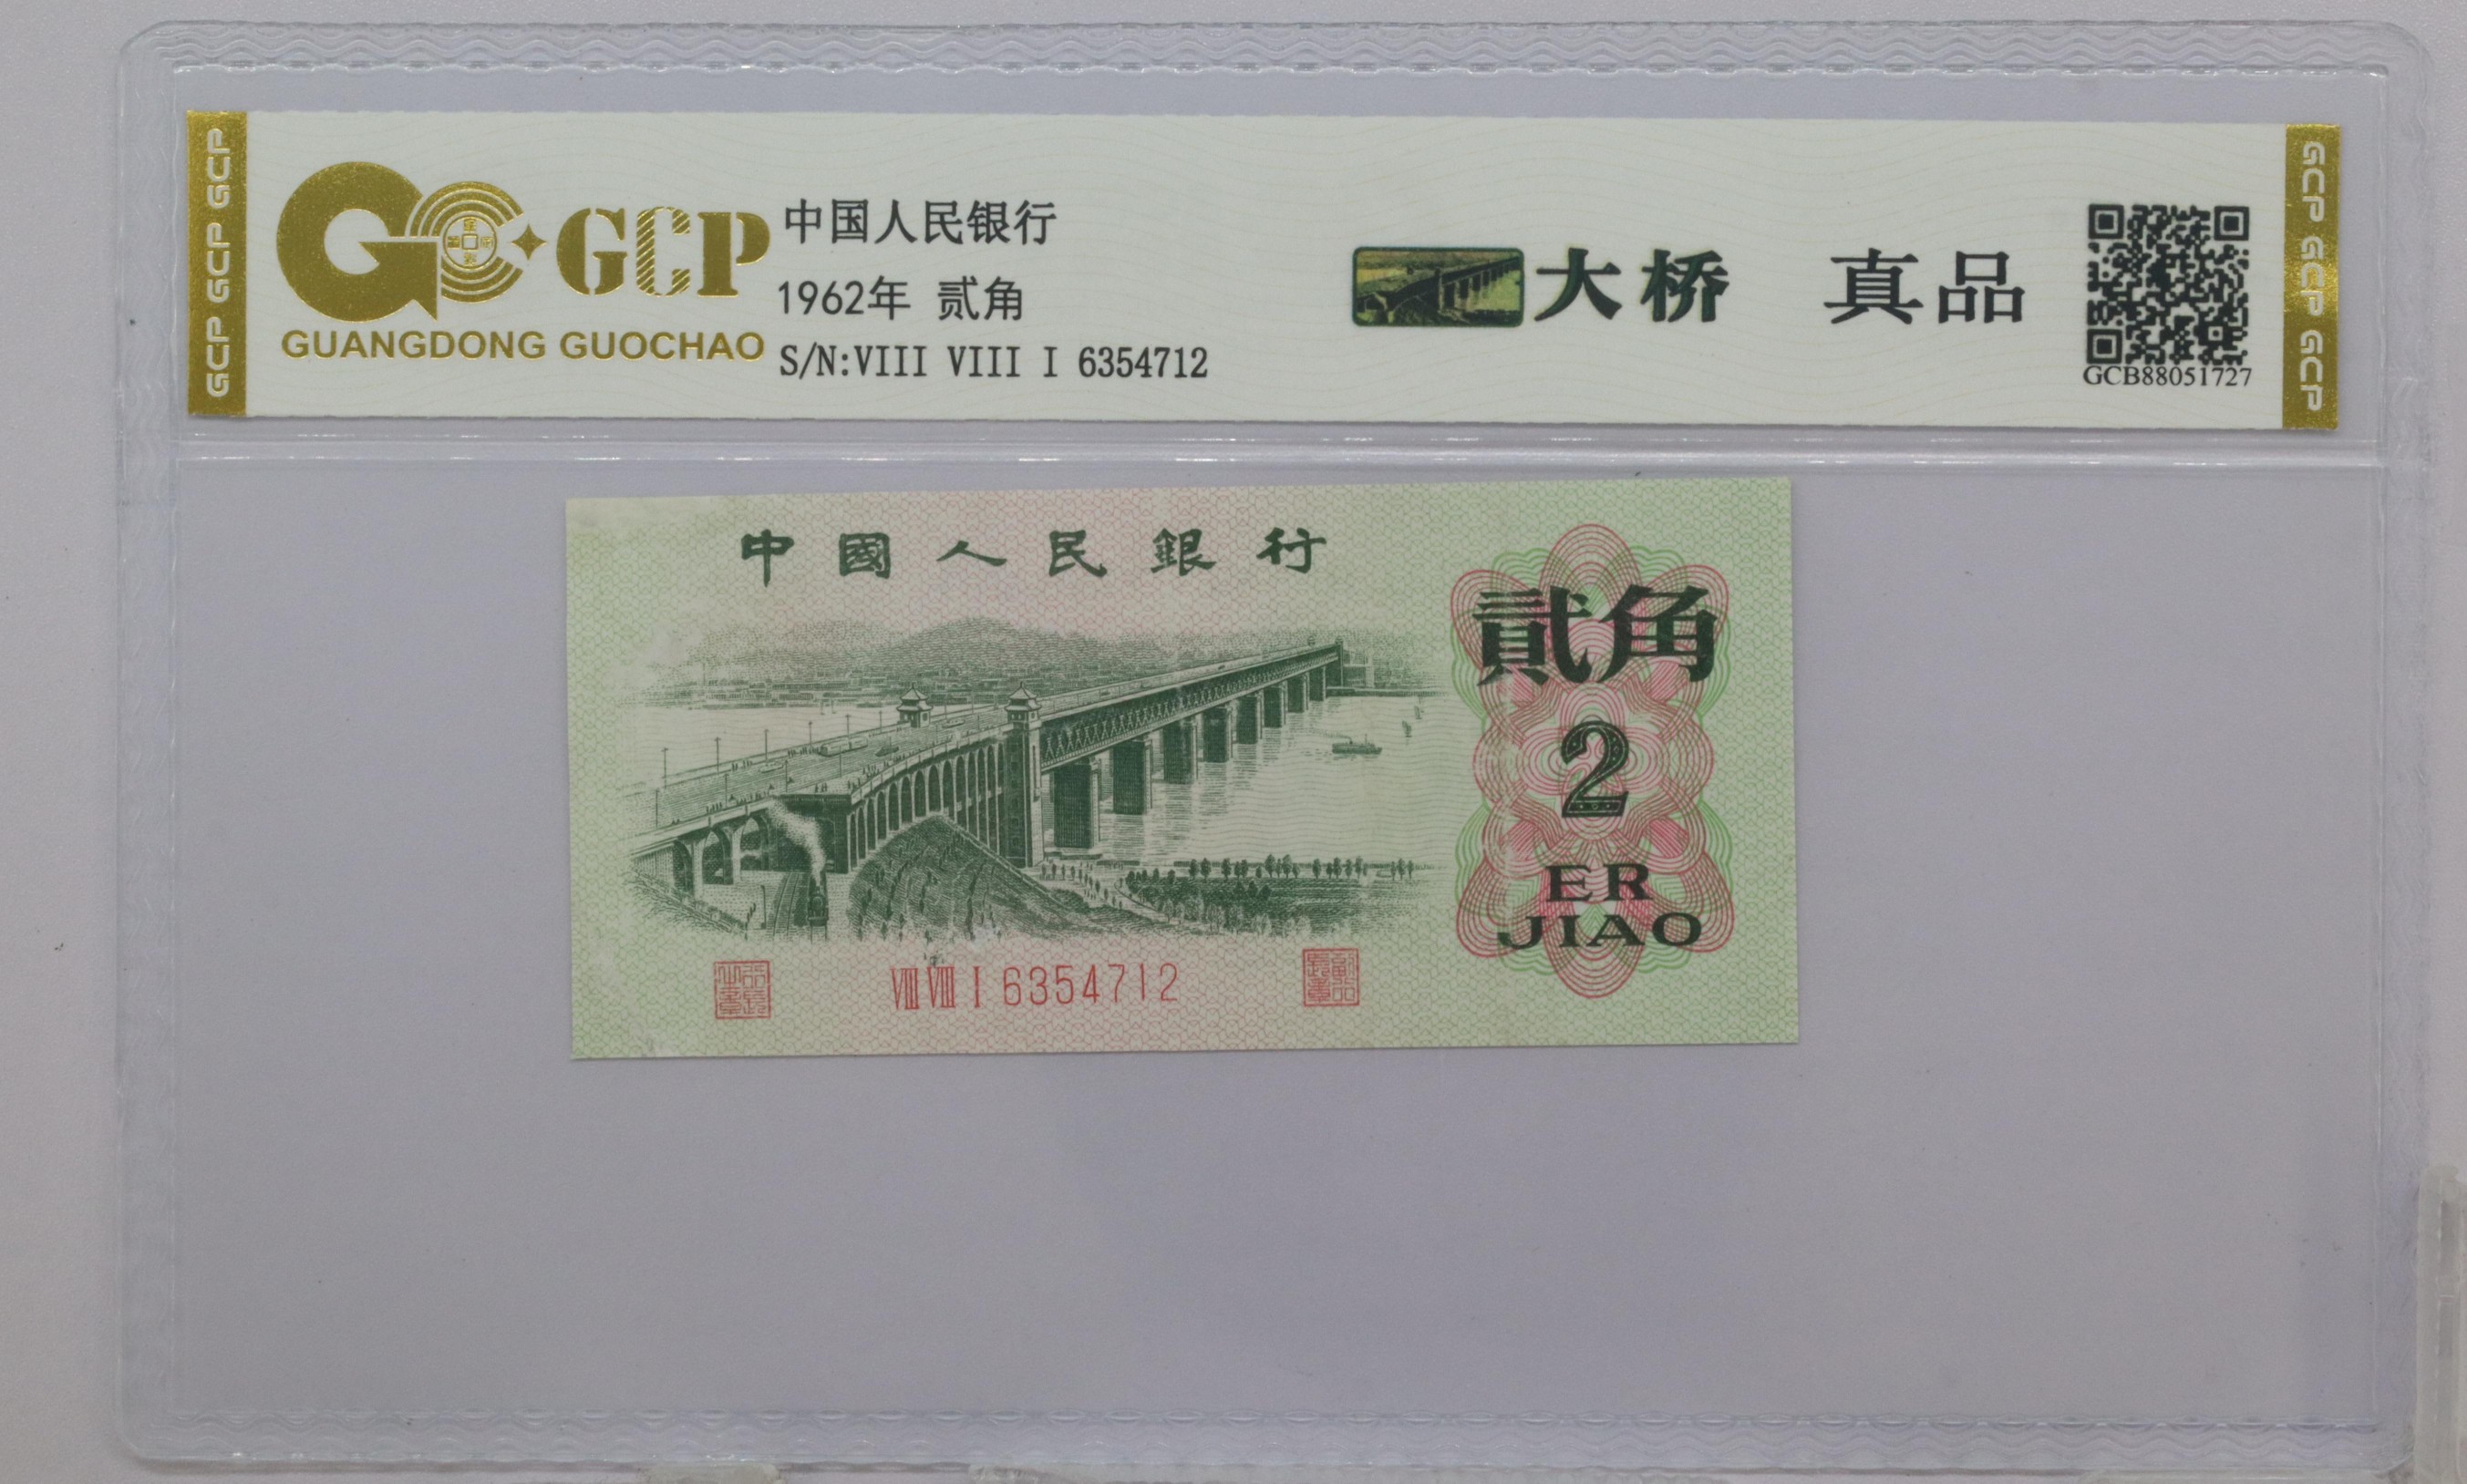 GCP GCP GCP GCP
GCP
GUANGDONG GUOCHAO
中国人民银行
1962年 贰角
S/N:VIII VIII I 6354712
大桥 真品
GCB88051727
GCP GCP GCP GCP
中國人民銀行
貳角
2
ER
JIAO
VIII VIII I 6354712